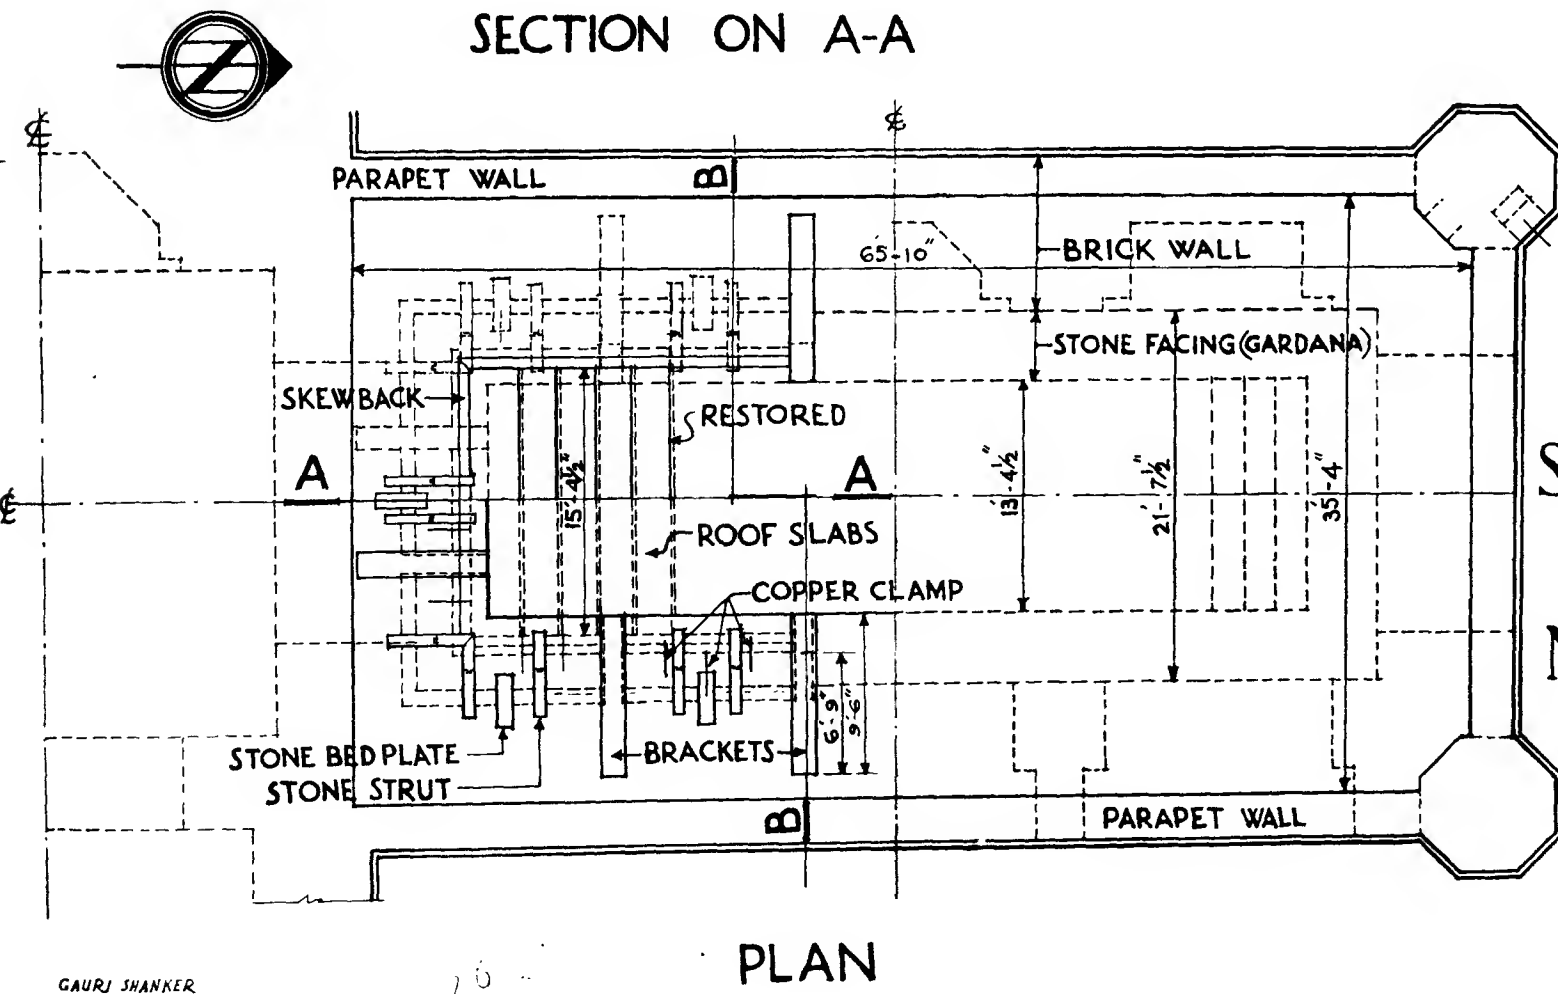 SECTION ON A-A
Z
℄
℄
PARAPET WALL
B
65'-10"
BRICK WALL
STONE FACING (GARDANA)
SKEWBACK
RESTORED
A
A
℄
15'-4½"
13'-4½"
21'-7½"
35'-4"
ROOF SLABS
COPPER CLAMP
6'-9"
9'-6"
STONE BED PLATE
BRACKETS
STONE STRUT
B
PARAPET WALL
PLAN
GAURI SHANKER